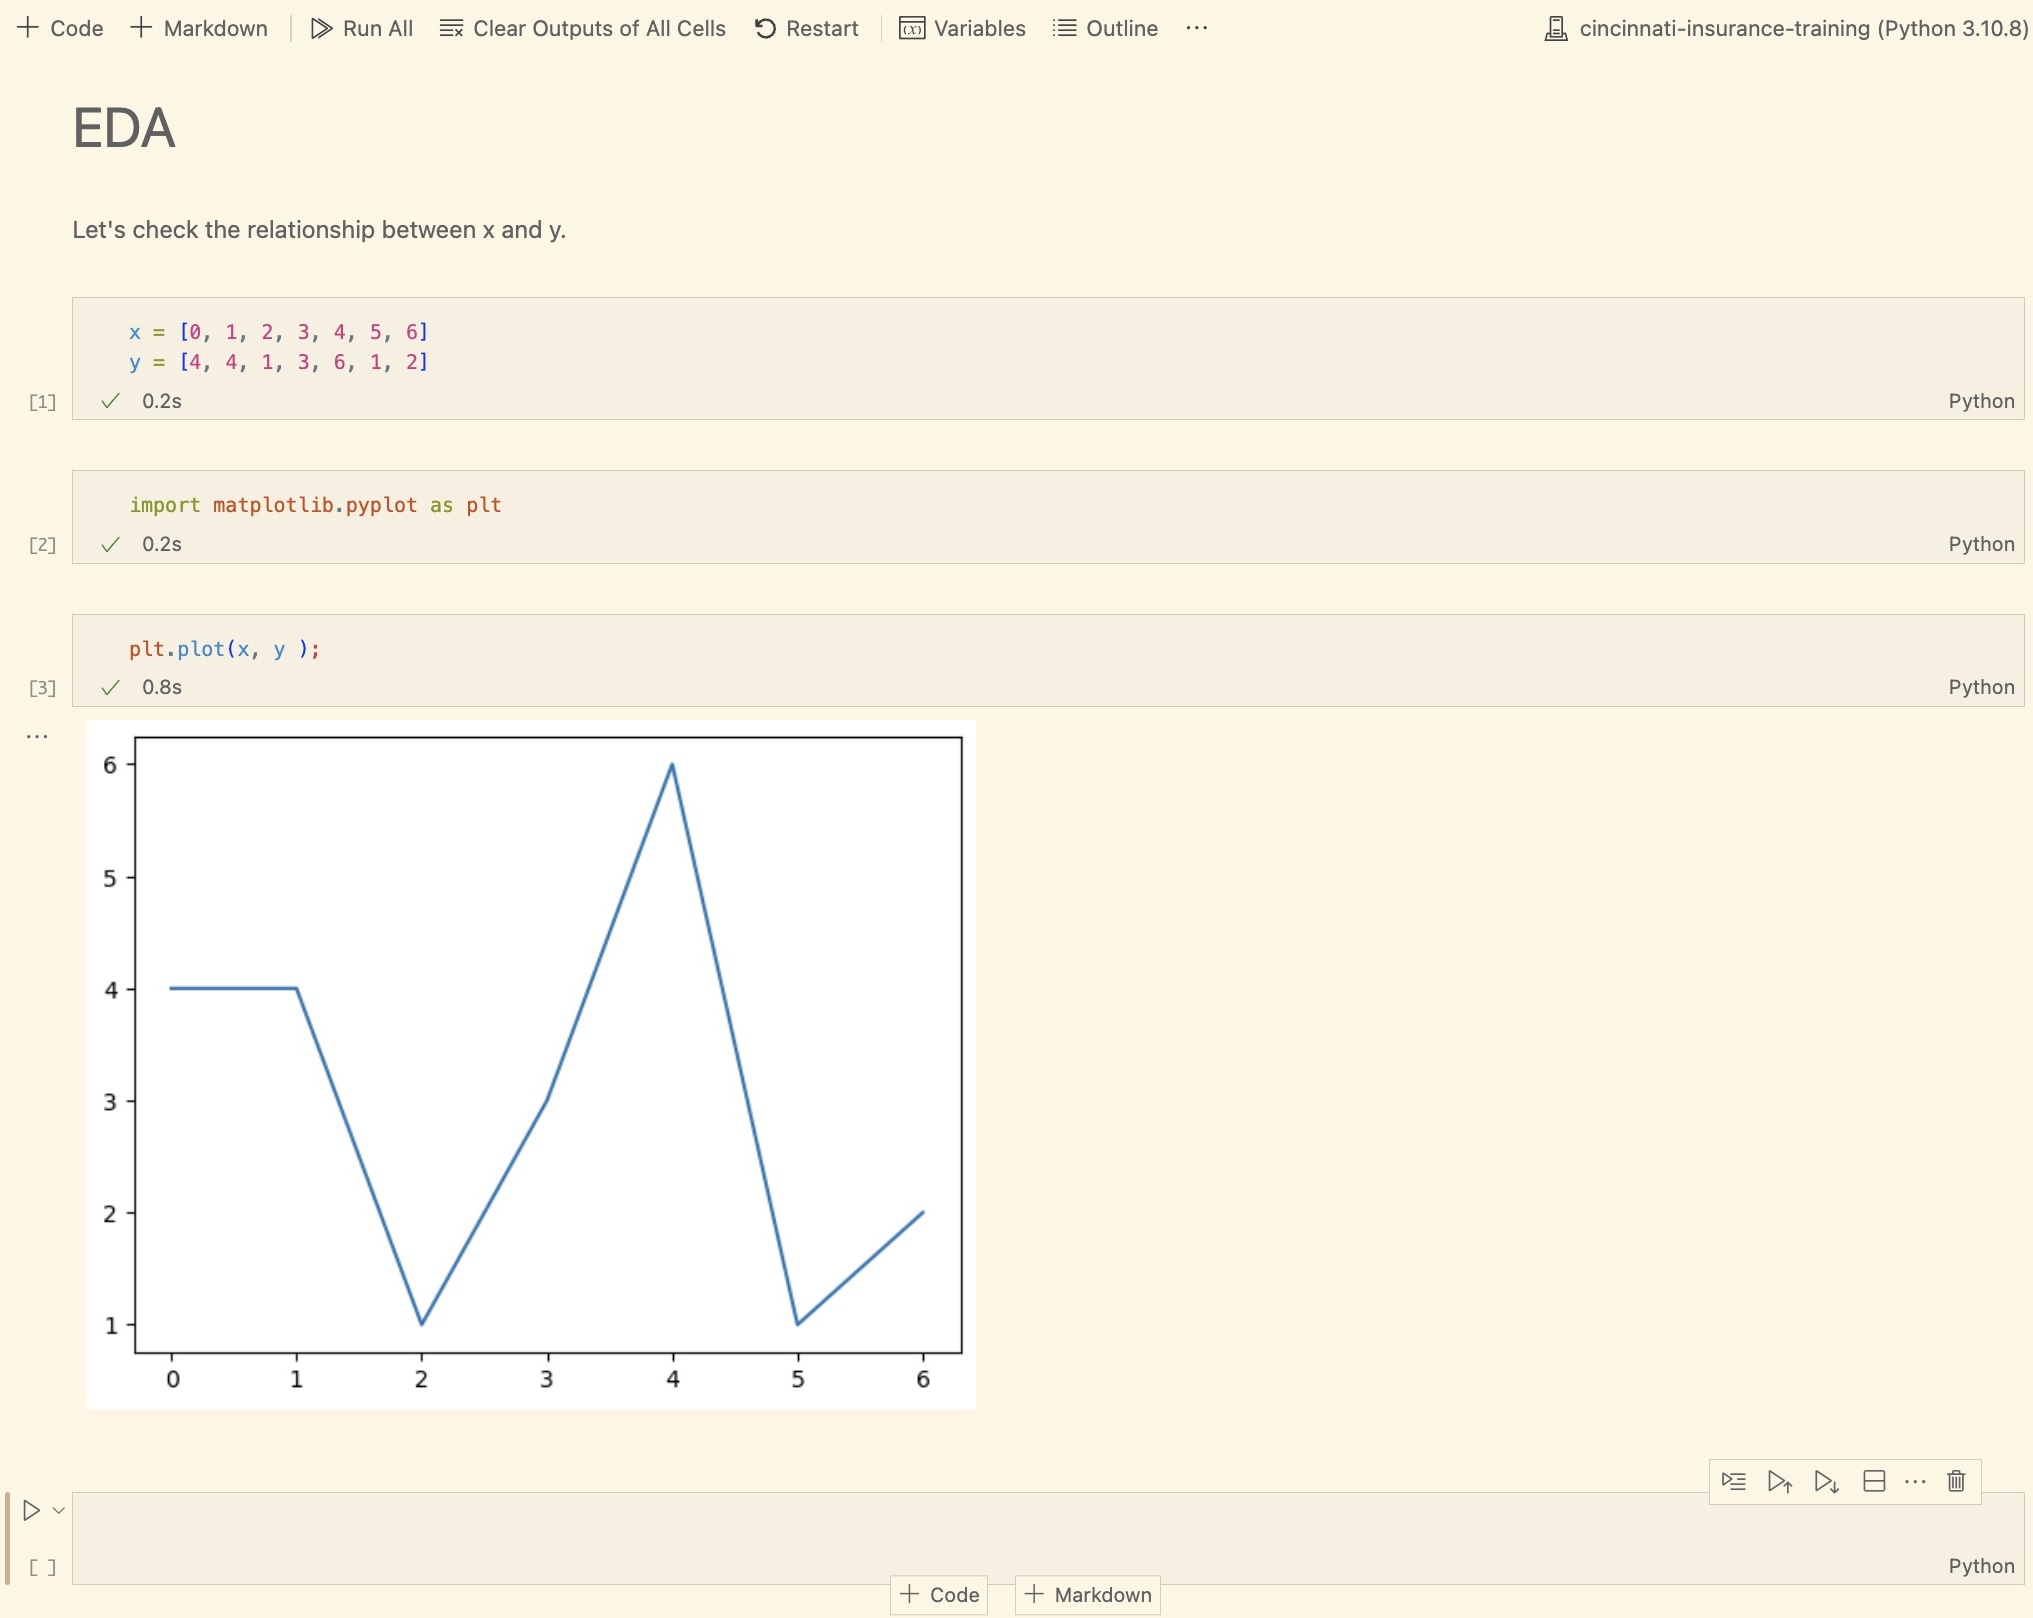 Code Markdown Run All Clear Outputs of All Cells Restart Variables Outline ... cincinnati-insurance-training (Python 3.10.8)
EDA
Let's check the relationship between x and y.
x = [0, 1, 2, 3, 4, 5, 6]
y = [4, 4, 1, 3, 6, 1, 2]
[1] ✓ 0.2s Python
import matplotlib.pyplot as plt
[2] ✓ 0.2s Python
plt.plot(x, y );
[3] ✓ 0.8s Python
...
6
5
4
3
2
1
0 1 2 3 4 5 6
[ ] Python
Code Markdown